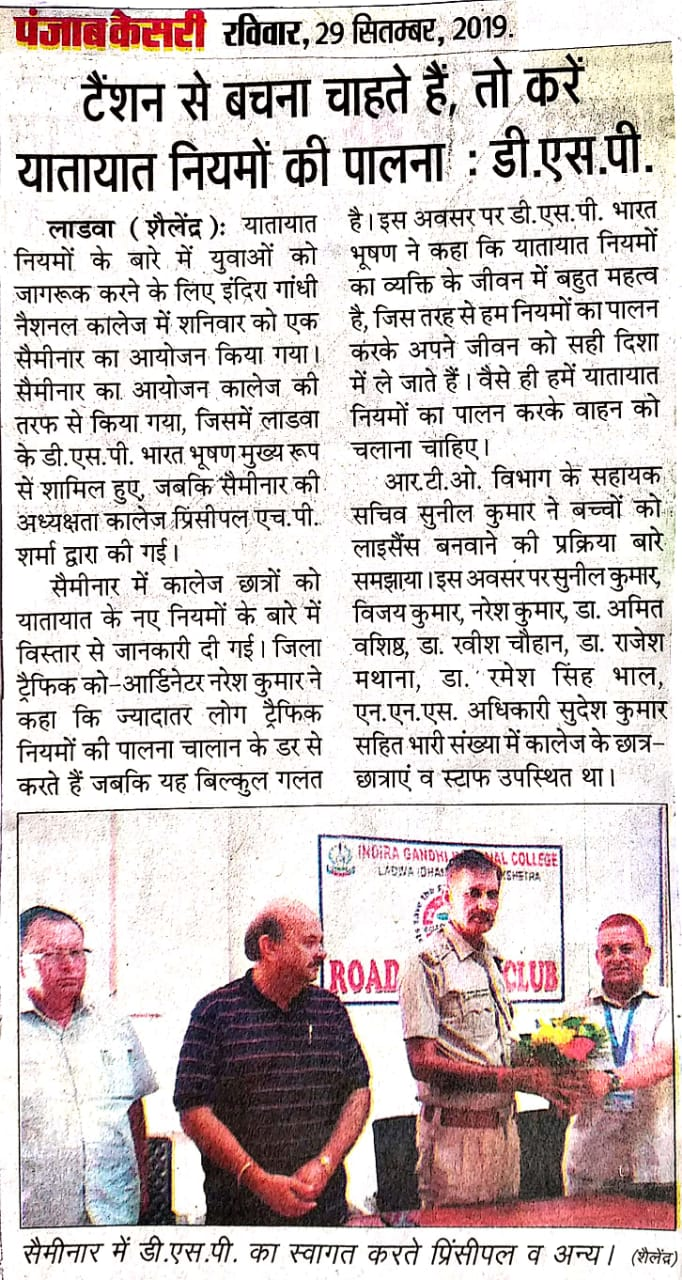 पंजाब केसरी रविवार, 29 सितम्बर, 2019.
टैंशन से बचना चाहते हैं, तो करें
यातायात नियमों की पालना : डी.एस.पी.
लाडवा ( शैलेंद्र ): यातायात
नियमों के बारे में युवाओं को
जागरूक करने के लिए इंदिरा गांधी
नैशनल कालेज में शनिवार को एक
सैमीनार का आयोजन किया गया।
सैमीनार का आयोजन कालेज की
तरफ से किया गया, जिसमें लाडवा
के डी.एस.पी. भारत भूषण मुख्य रूप
से शामिल हुए, जबकि सैमीनार की
अध्यक्षता कालेज प्रिंसीपल एच.पी.
शर्मा द्वारा की गई।
सैमीनार में कालेज छात्रों को
यातायात के नए नियमों के बारे में
विस्तार से जानकारी दी गई। जिला
ट्रैफिक को-आर्डिनेटर नरेश कुमार ने
कहा कि ज्यादातर लोग ट्रैफिक
नियमों की पालना चालान के डर से
करते हैं जबकि यह बिल्कुल गलत
है। इस अवसर पर डी.एस.पी. भारत
भूषण ने कहा कि यातायात नियमों
का व्यक्ति के जीवन में बहुत महत्व
है, जिस तरह से हम नियमों का पालन
करके अपने जीवन को सही दिशा
में ले जाते हैं। वैसे ही हमें यातायात
नियमों का पालन करके वाहन को
चलाना चाहिए।
आर.टी.ओ. विभाग के सहायक
सचिव सुनील कुमार ने बच्चों को
लाइसैंस बनवाने की प्रक्रिया बारे
समझाया। इस अवसर पर सुनील कुमार,
विजय कुमार, नरेश कुमार, डा. अमित
वशिष्ठ, डा. रवीश चौहान, डा. राजेश
मथाना, डा. रमेश सिंह भाल,
एन.एन.एस. अधिकारी सुदेश कुमार
सहित भारी संख्या में कालेज के छात्र-
छात्राएं व स्टाफ उपस्थित था।
INDIRA GANDHI COLLEGE
LADWA
ROAD CLUB
सैमीनार में डी.एस.पी. का स्वागत करते प्रिंसीपल व अन्य। (शैलेंद्र)